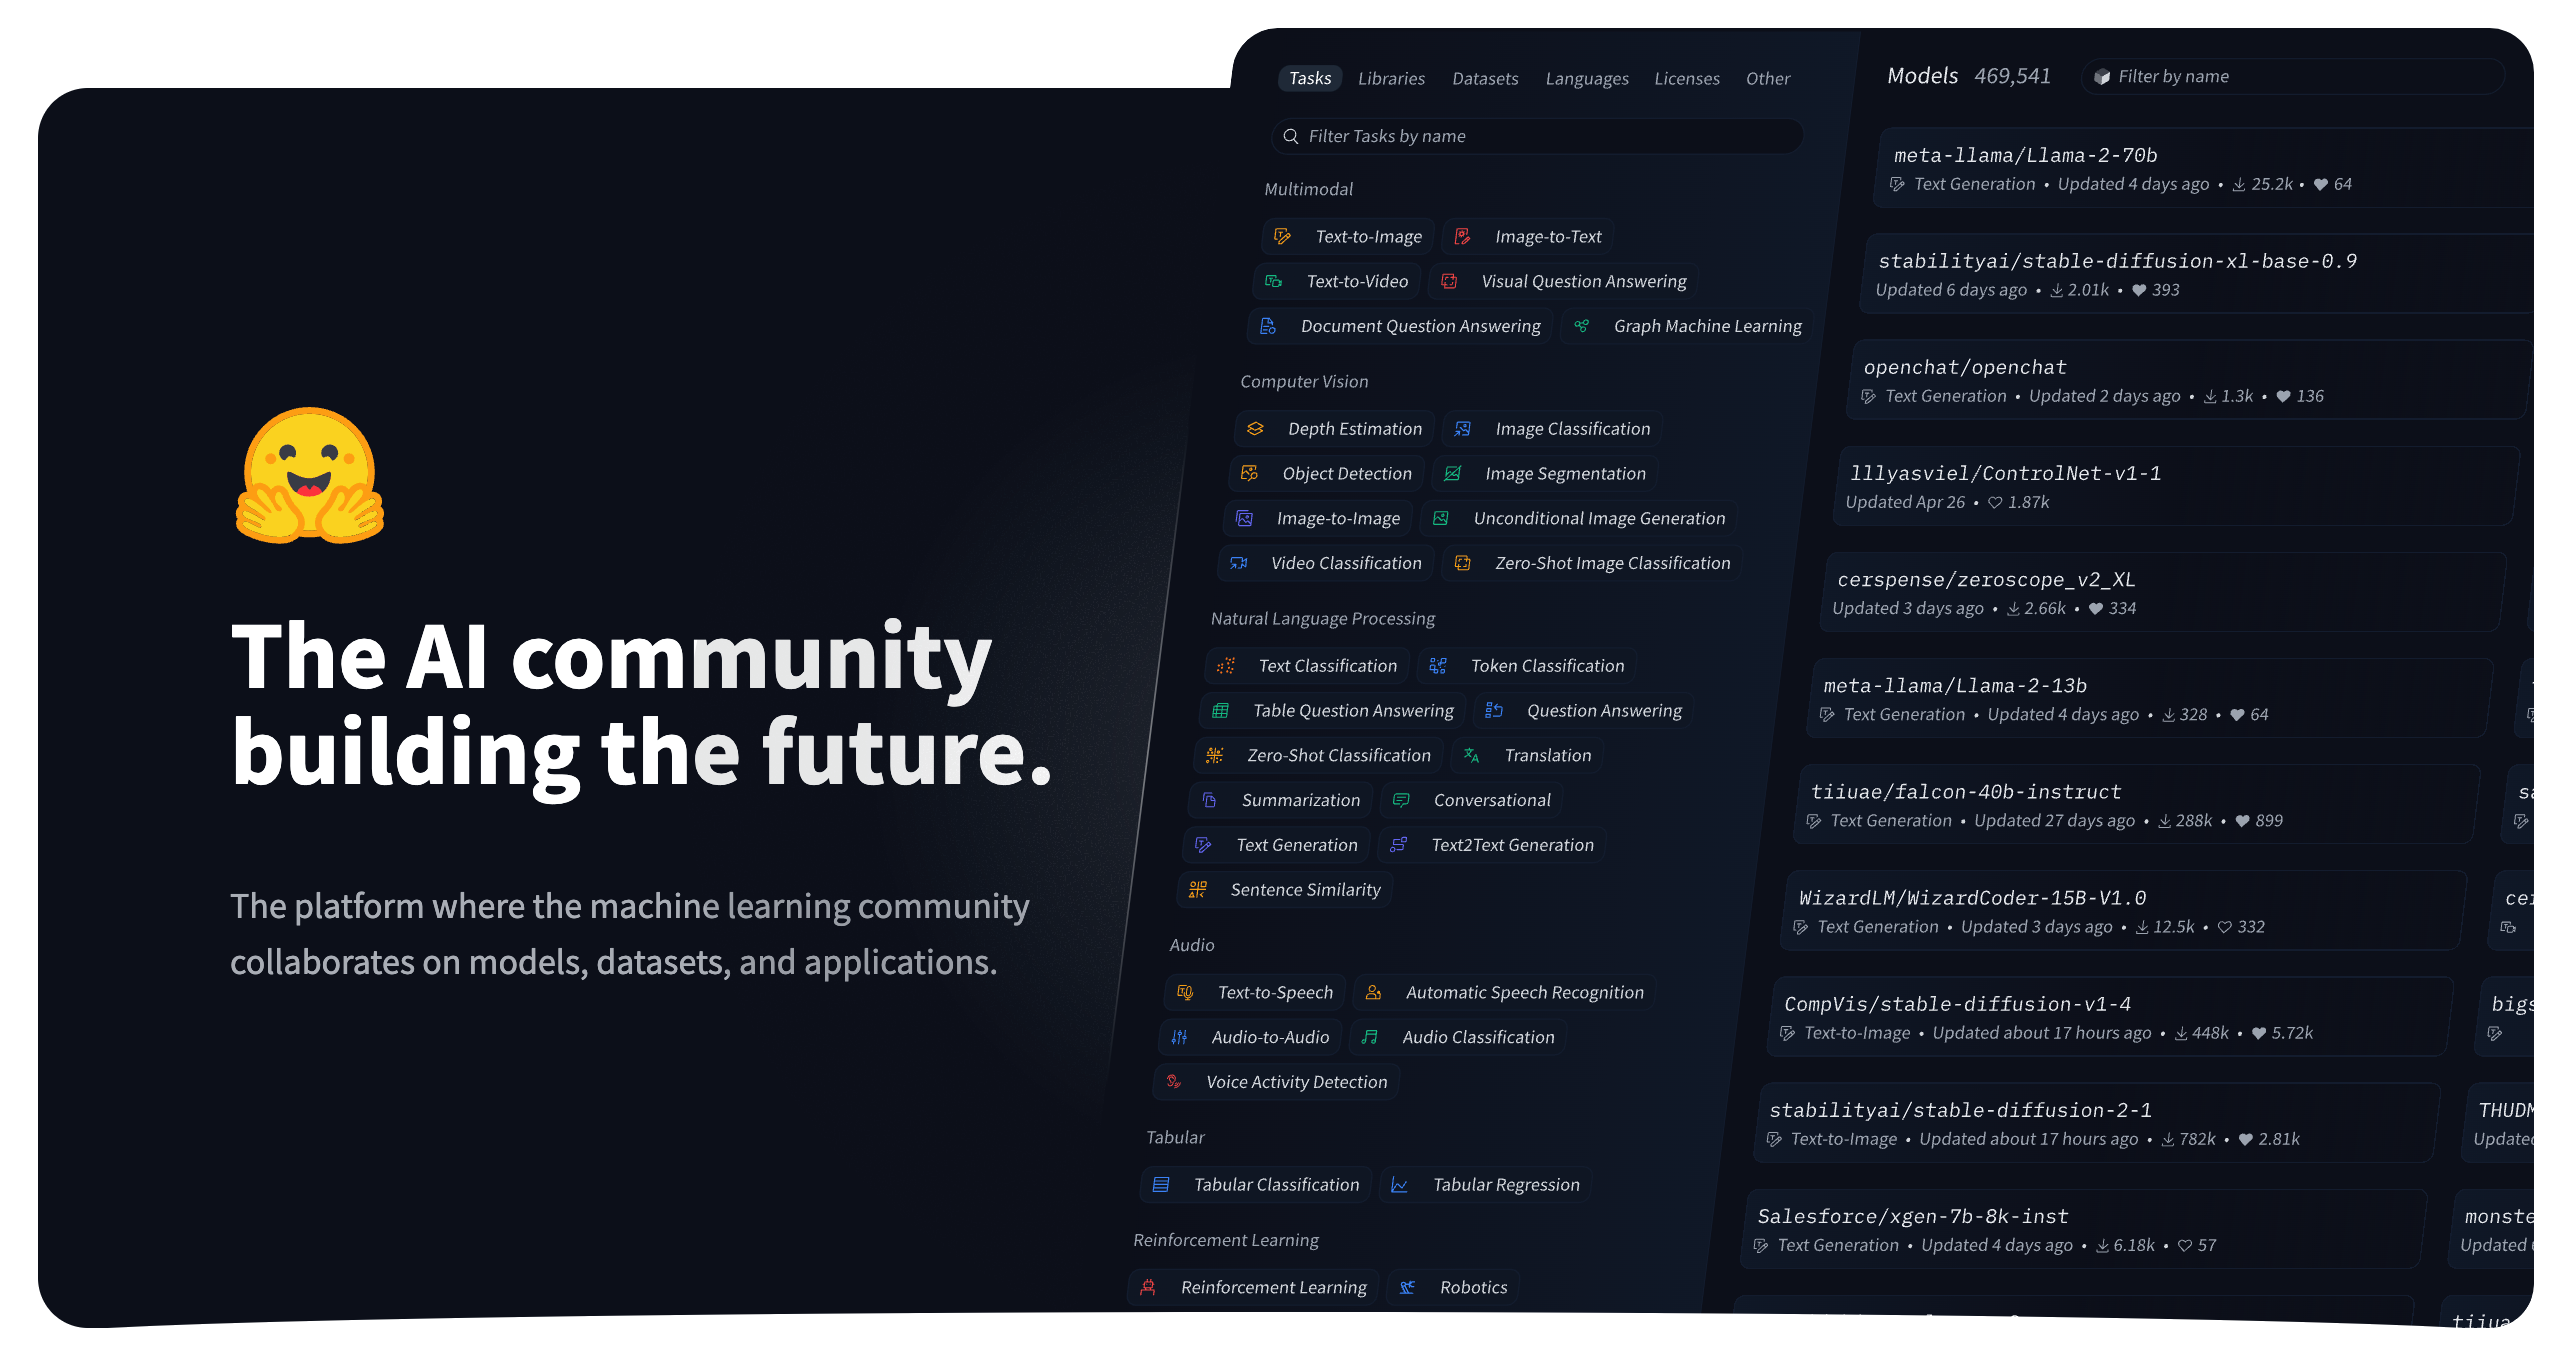 The AI community
building the future.
The platform where the machine learning community
collaborates on models, datasets, and applications.
Tasks Libraries Datasets Languages Licenses Other
Filter Tasks by name
Multimodal
Text-to-Image Image-to-Text
Text-to-Video Visual Question Answering
Document Question Answering Graph Machine Learning
Computer Vision
Depth Estimation Image Classification
Object Detection Image Segmentation
Image-to-Image Unconditional Image Generation
Video Classification Zero-Shot Image Classification
Natural Language Processing
Text Classification Token Classification
Table Question Answering Question Answering
Zero-Shot Classification Translation
Summarization Conversational
Text Generation Text2Text Generation
Sentence Similarity
Audio
Text-to-Speech Automatic Speech Recognition
Audio-to-Audio Audio Classification
Voice Activity Detection
Tabular
Tabular Classification Tabular Regression
Reinforcement Learning
Reinforcement Learning Robotics
Models 469,541 Filter by name
meta-llama/Llama-2-70b
Text Generation • Updated 4 days ago • 25.2k • 64
stabilityai/stable-diffusion-xl-base-0.9
Updated 6 days ago • 2.01k • 393
openchat/openchat
Text Generation • Updated 2 days ago • 1.3k • 136
lllyasviel/ControlNet-v1-1
Updated Apr 26 • 1.87k
cerspense/zeroscope_v2_XL
Updated 3 days ago • 2.66k • 334
meta-llama/Llama-2-13b
Text Generation • Updated 4 days ago • 328 • 64
tiiuae/falcon-40b-instruct
Text Generation • Updated 27 days ago • 288k • 899
WizardLM/WizardCoder-15B-V1.0
Text Generation • Updated 3 days ago • 12.5k • 332
CompVis/stable-diffusion-v1-4
Text-to-Image • Updated about 17 hours ago • 448k • 5.72k
stabilityai/stable-diffusion-2-1
Text-to-Image • Updated about 17 hours ago • 782k • 2.81k
Salesforce/xgen-7b-8k-inst
Text Generation • Updated 4 days ago • 6.18k • 57